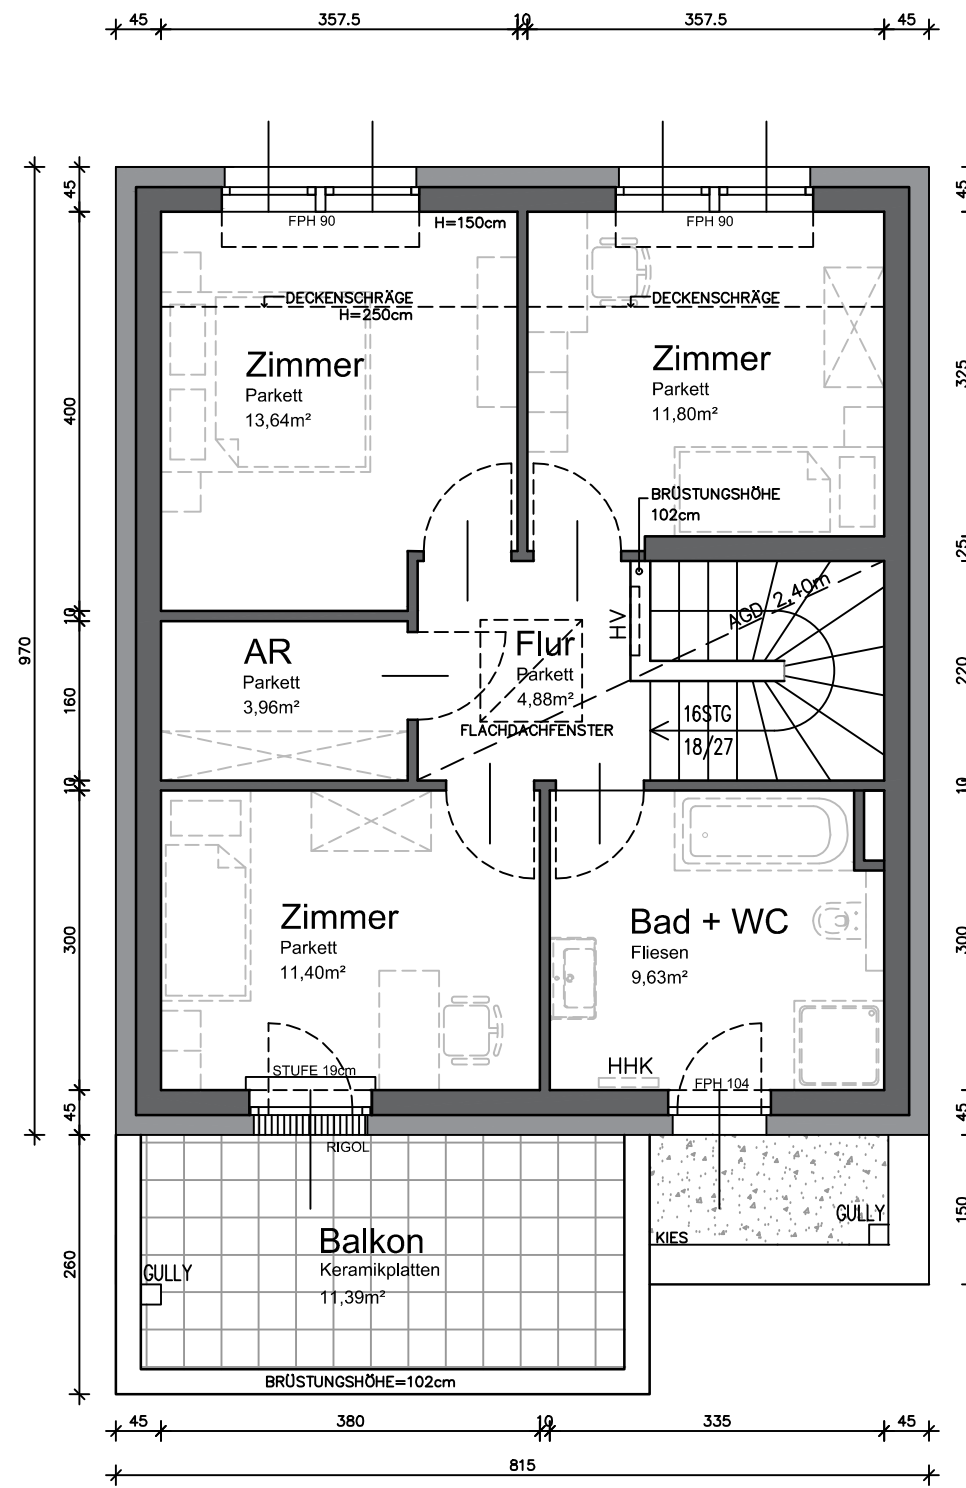 45 357.5 10 357.5 45
FPH 90
H=150cm
FPH 90
DECKENSCHRÄGE
H=250cm
DECKENSCHRÄGE
Zimmer
Parkett
13,64m²
Zimmer
Parkett
11,80m²
BRÜSTUNGSHÖHE
102cm
AGD 2,40m
HV
AR
Parkett
3,96m²
Flur
Parkett
4,88m²
FLACHDACHFENSTER
16STG
18/27
Zimmer
Parkett
11,40m²
Bad + WC
Fliesen
9,63m²
STUFE 19cm
HHK
FPH 104
RIGOL
Balkon
Keramikplatten
11,39m²
GULLY
GULLY
KIES
BRÜSTUNGSHÖHE=102cm
970
45
400
10
160
10
300
45
260
45
325
25
220
10
300
45
150
45 380 10 335 45
815